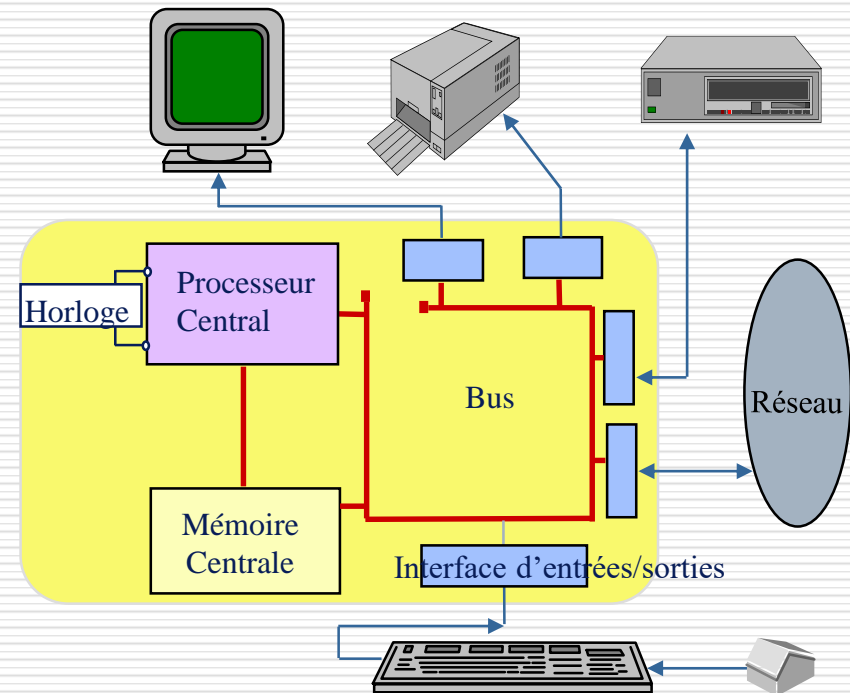 Processeur
Central
Horloge
Bus
Réseau
Mémoire
Centrale
Interface d’entrées/sorties